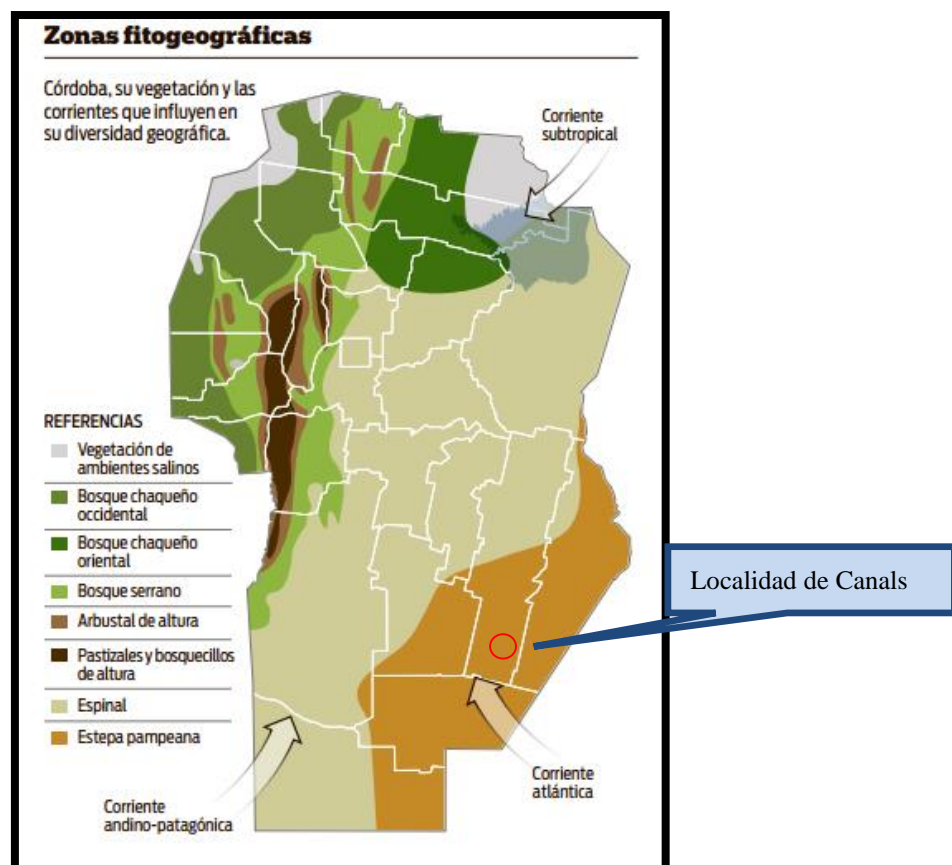 Zonas fitogeográficas
Córdoba, su vegetación y las
corrientes que influyen en
su diversidad geográfica.
Corriente
subtropical
REFERENCIAS
Vegetación de
ambientes salinos
Bosque chaqueño
occidental
Bosque chaqueño
oriental
Bosque serrano
Arbustal de altura
Pastizales y bosquecillos
de altura
Espinal
Estepa pampeana
Localidad de Canals
Corriente
atlántica
Corriente
andino-patagónica